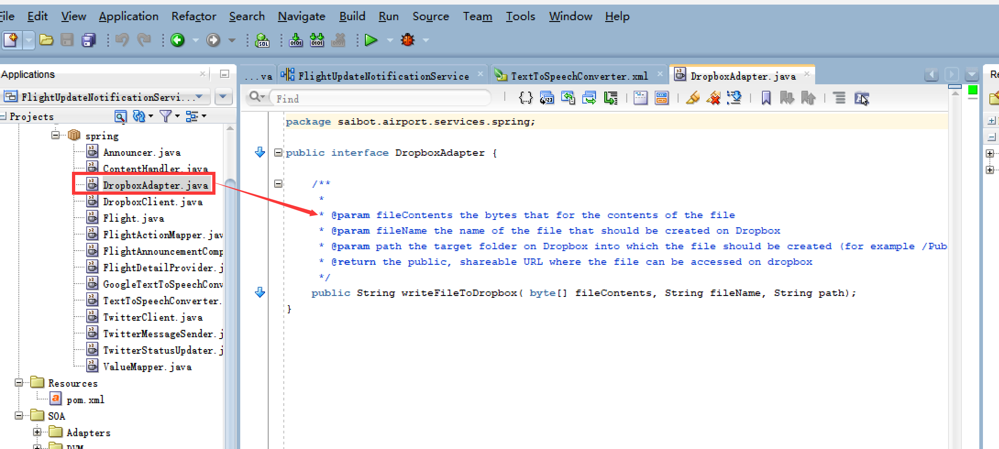 File Edit View Application Refactor Search Navigate Build Run Source Team Tools Window Help
Applications
FlightUpdateNotificationServi...
Projects
spring
Announcer.java
ContentHandler.java
DropboxAdapter.java
DropboxClient.java
Flight.java
FlightActionMapper.jav
FlightAnnouncementComp
FlightDetailProvider.j
GoogleTextToSpeechConv
TextToSpeechConverter.
TwitterClient.java
TwitterMessageSender.j
TwitterStatusUpdater.j
ValueMapper.java
Resources
pom.xml
SOA
Adapters
DVM
...va FlightUpdateNotificationService TextToSpeechConverter.xml DropboxAdapter.java
Re
Find
package saibot.airport.services.spring;
public interface DropboxAdapter {
/**
*
* @param fileContents the bytes that for the contents of the file
* @param fileName the name of the file that should be created on Dropbox
* @param path the target folder on Dropbox into which the file should be created (for example /Pub
* @return the public, shareable URL where the file can be accessed on dropbox
*/
public String writeFileToDropbox( byte[] fileContents, String fileName, String path);
}